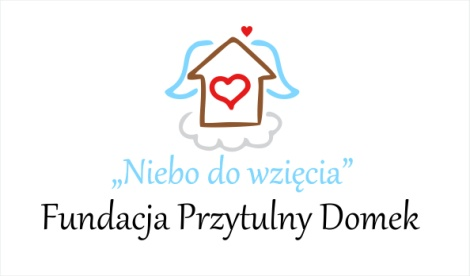 „Niebo do wzięcia”
Fundacja Przytulny Domek